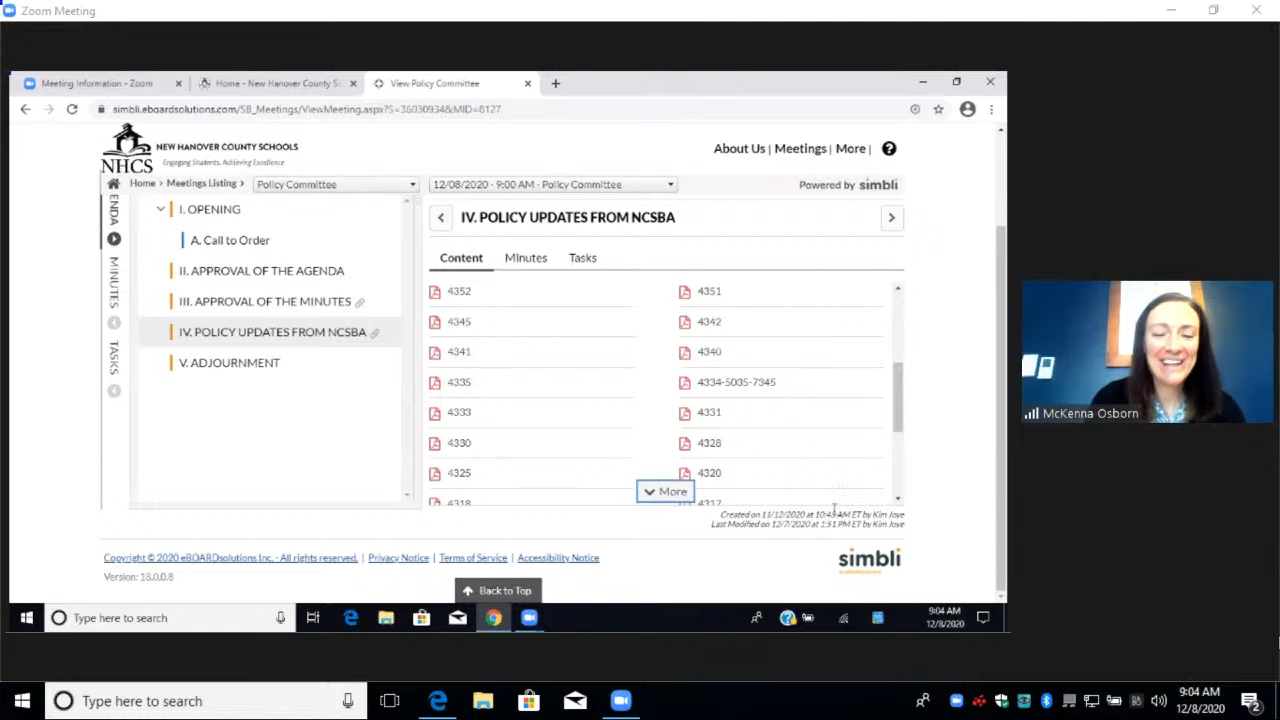 Zoom Meeting
Meeting Information - Zoom
Home - New Hanover County Sc
View Policy Committee
simbli.eboardsolutions.com/SB_Meetings/ViewMeeting.aspx?S=36030934&MID=8127
NHCS
NEW HANOVER COUNTY SCHOOLS
Engaging Students, Achieving Excellence
About Us | Meetings | More |
Home > Meetings Listing >
Policy Committee
12/08/2020 - 9:00 AM - Policy Committee
Powered by simbli
ENDA
MINUTES
TASKS
I. OPENING
A. Call to Order
II. APPROVAL OF THE AGENDA
III. APPROVAL OF THE MINUTES
IV. POLICY UPDATES FROM NCSBA
V. ADJOURNMENT
IV. POLICY UPDATES FROM NCSBA
Content Minutes Tasks
4352 4351
4345 4342
4341 4340
4335 4334-5035-7345
4333 4331
4330 4328
4325 4320
4318 4317
More
Created on 11/12/2020 at 10:43 AM ET by Kim Joye
Last Modified on 12/7/2020 at 1:51 PM ET by Kim Joye
Copyright © 2020 eBOARDsolutions Inc. - All rights reserved. | Privacy Notice | Terms of Service | Accessibility Notice
Version: 18.0.0.8
simbli
Back to Top
Type here to search
9:04 AM
12/8/2020
McKenna Osborn
Type here to search
9:04 AM
12/8/2020
2